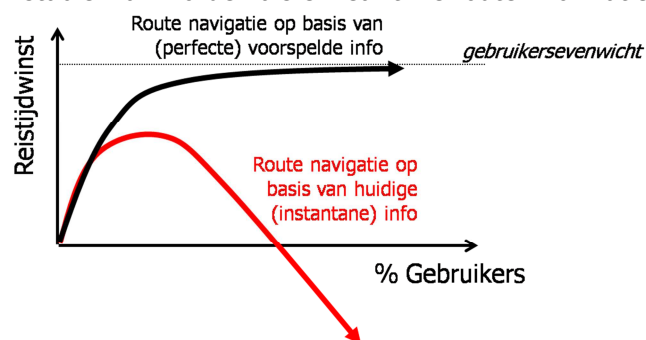 Route navigatie op basis van
(perfecte) voorspelde info
gebruikersevenwicht
Reistijdwinst
Route navigatie op
basis van huidige
(instantane) info
% Gebruikers